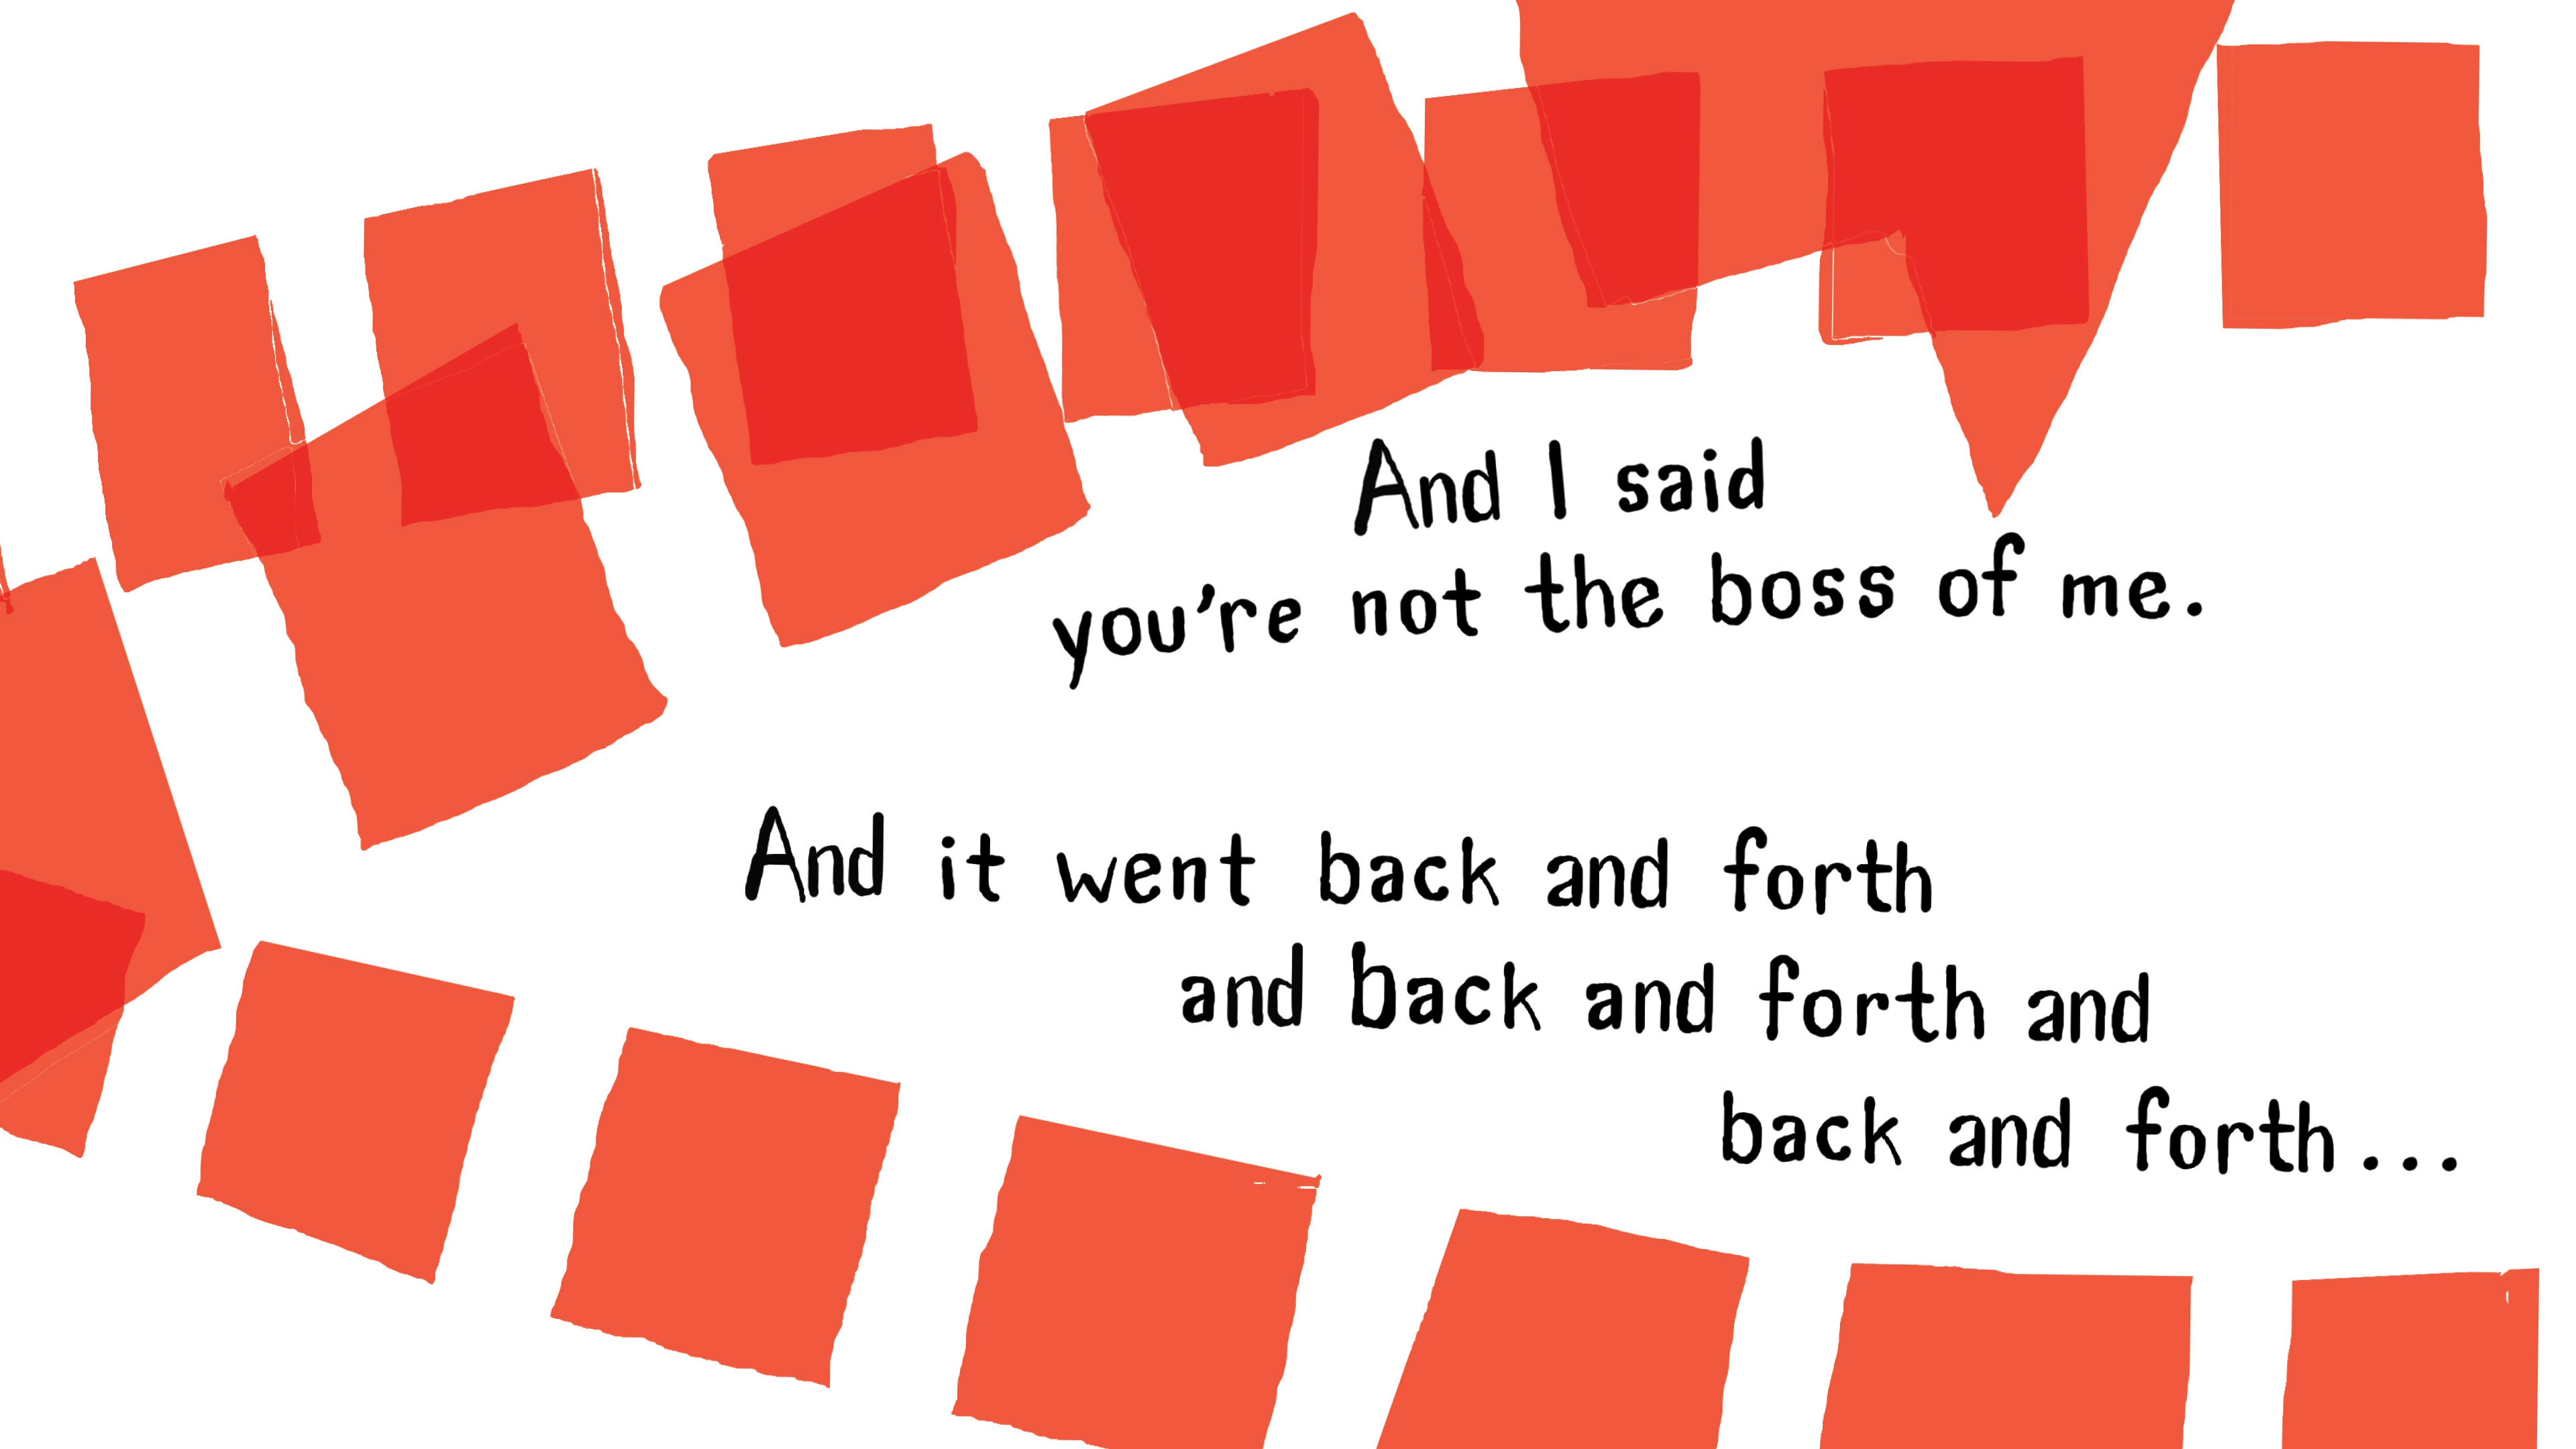 And I said
you're not the boss of me.
And it went back and forth
and back and forth and
back and forth...